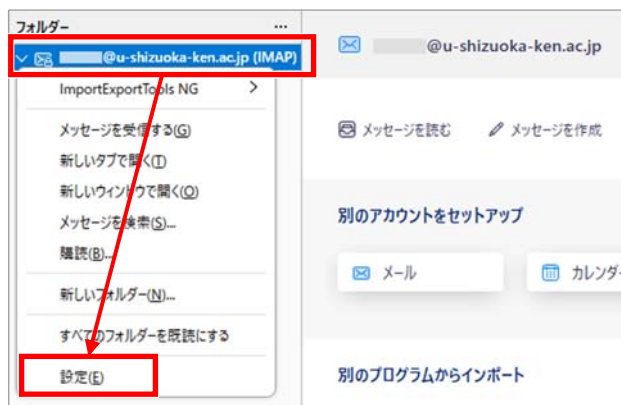 フォルダー ...
@u-shizuoka-ken.ac.jp (IMAP)
ImportExportTools NG >
メッセージを受信する(G)
新しいタブで開く(T)
新しいウィンドウで開く(O)
メッセージを検索(S)...
購読(B)...
新しいフォルダー(N)...
すべてのフォルダーを既読にする
設定(E)
@u-shizuoka-ken.ac.jp
メッセージを読む メッセージを作成
別のアカウントをセットアップ
メール カレンダー
別のプログラムからインポート